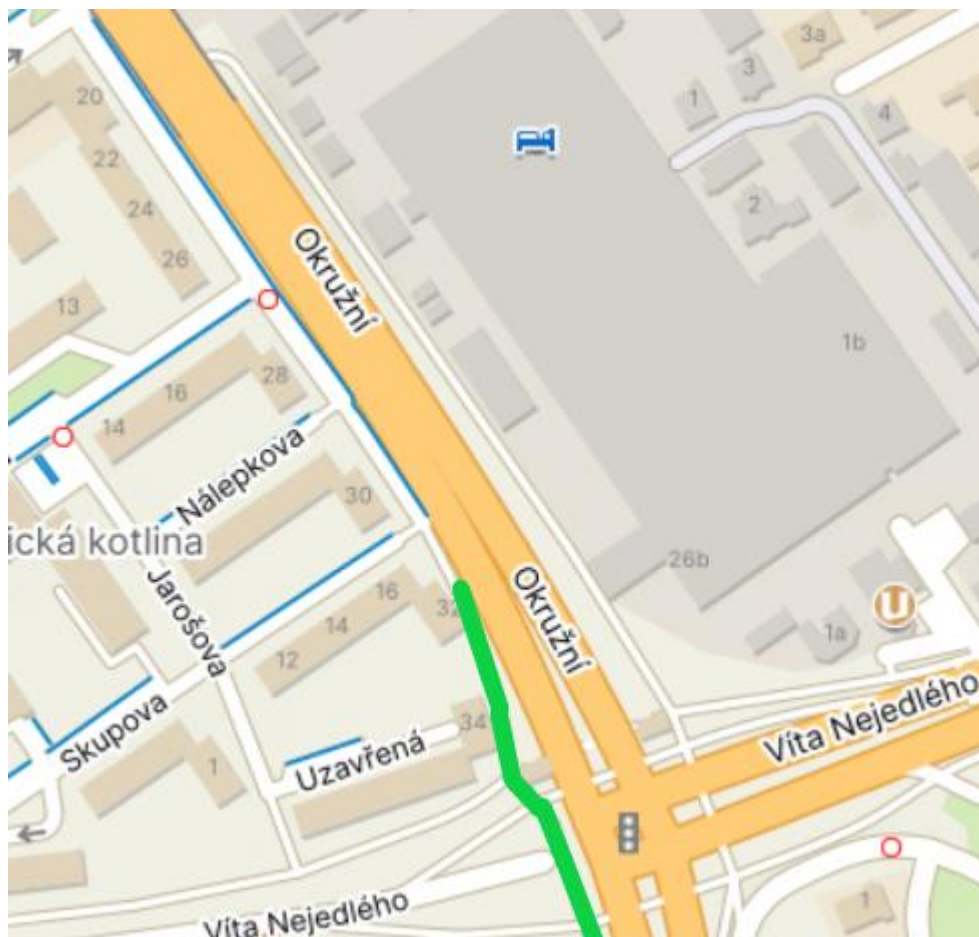 3a
3
20
1
4
22
24
2
26
Okružní
13
1b
28
16
14
Nálepkova
30
ická kotlina
26b
Okružní
16
32
Jarošova
14
1a
U
12
Skupova
34
Víta Nejedlého
Uzavřená
1
1
Víta Nejedlého